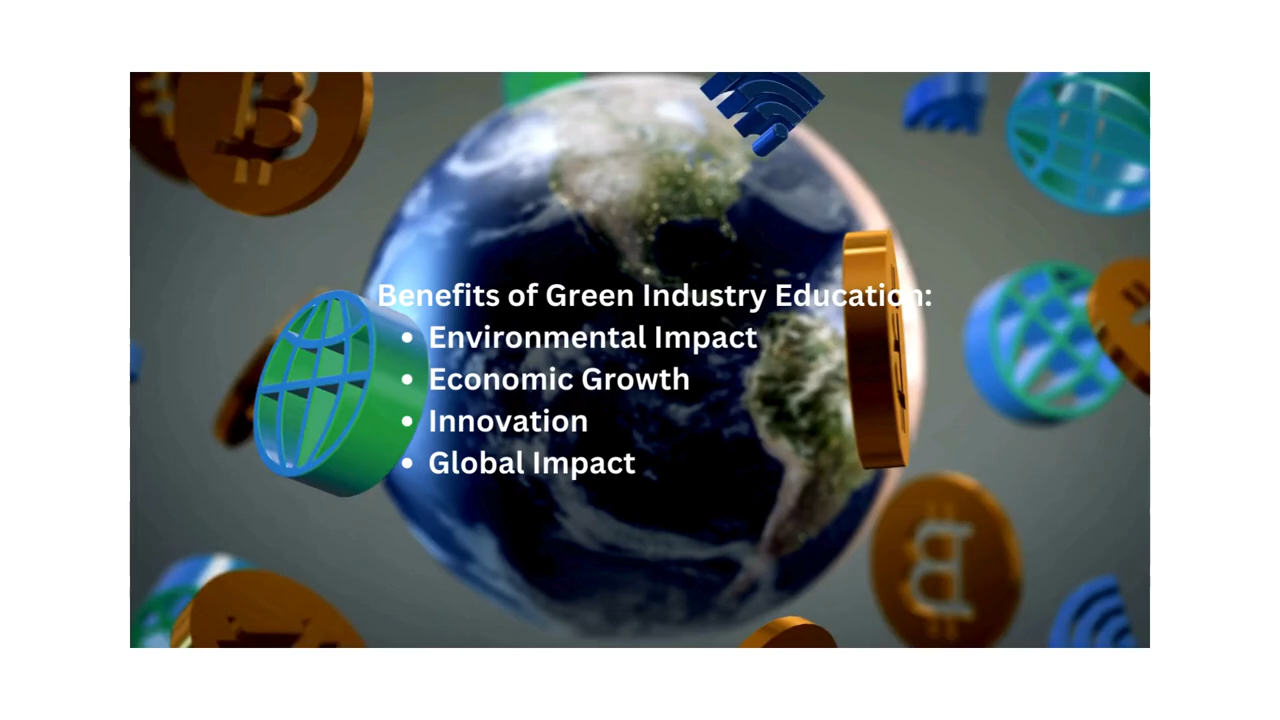 Benefits of Green Industry Education:
• Environmental Impact
• Economic Growth
• Innovation
• Global Impact